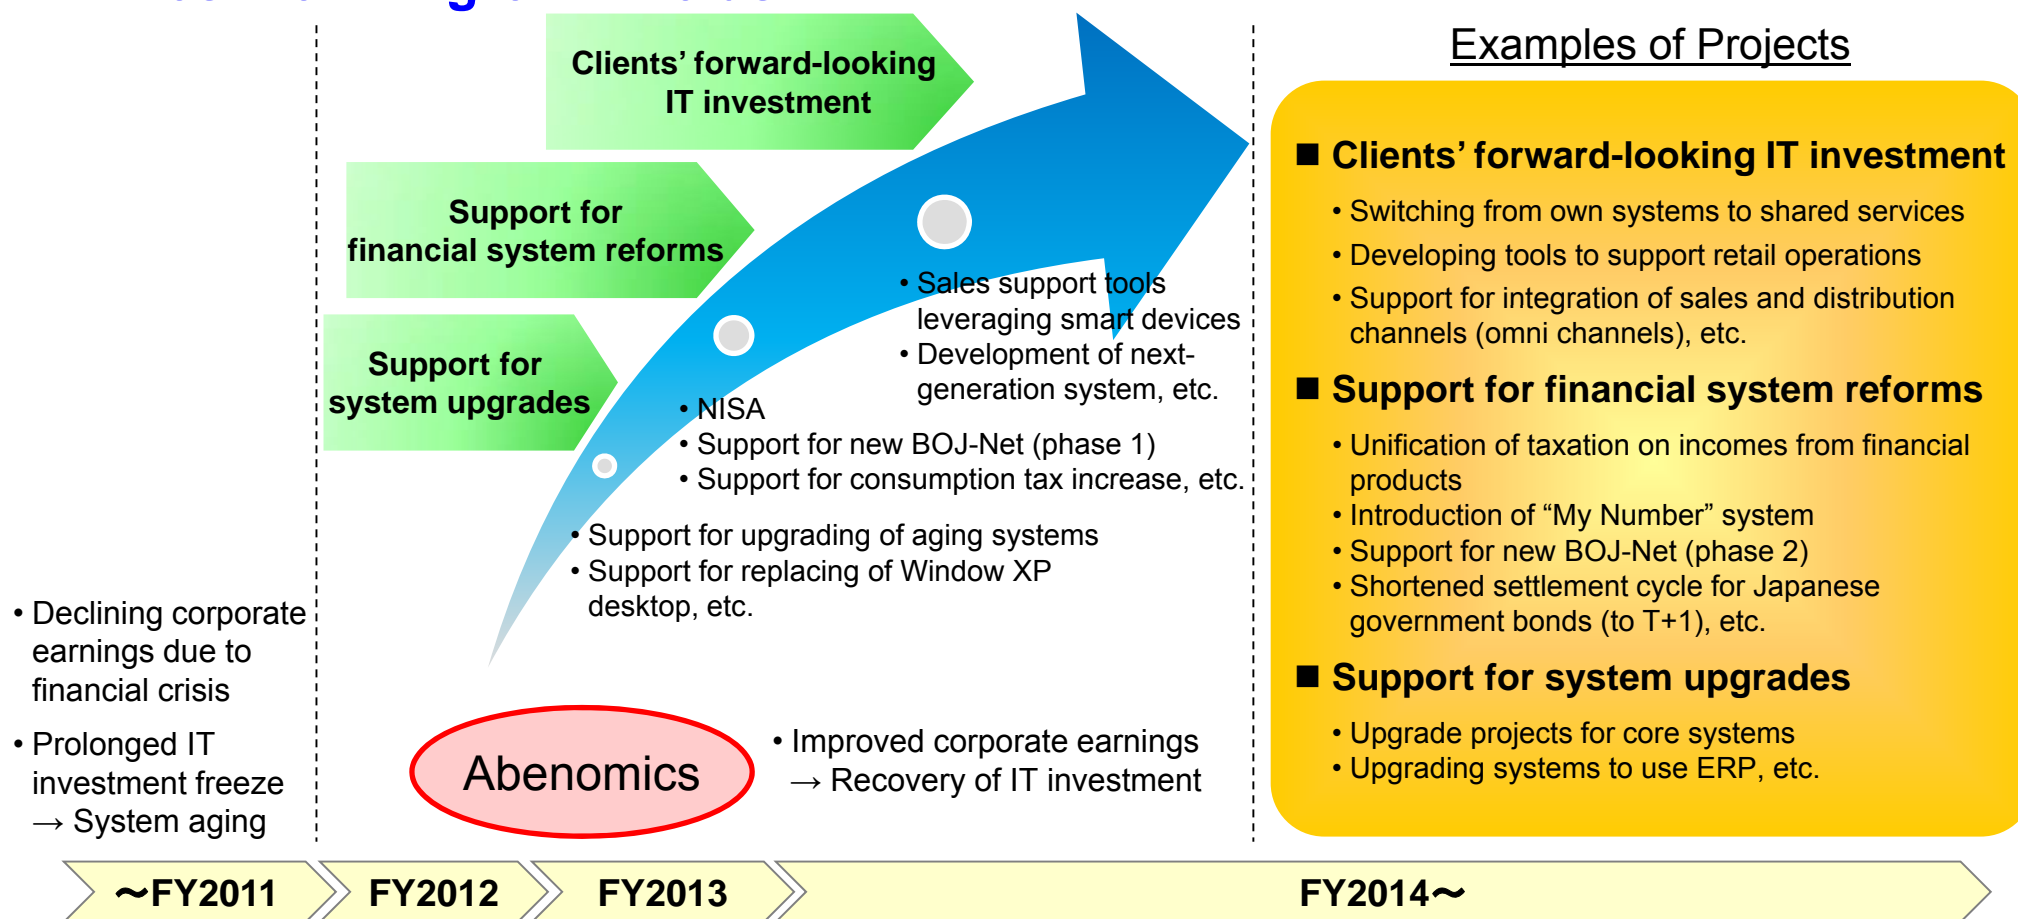 Clients’ forward-looking
IT investment
Support for
financial system reforms
Support for
system upgrades
• Sales support tools
leveraging smart devices
• Development of next-
generation system, etc.
• NISA
• Support for new BOJ-Net (phase 1)
• Support for consumption tax increase, etc.
• Support for upgrading of aging systems
• Support for replacing of Window XP
desktop, etc.
• Declining corporate
earnings due to
financial crisis
• Prolonged IT
investment freeze
→ System aging
Abenomics
• Improved corporate earnings
→ Recovery of IT investment
Examples of Projects
■ Clients’ forward-looking IT investment
• Switching from own systems to shared services
• Developing tools to support retail operations
• Support for integration of sales and distribution
channels (omni channels), etc.
■ Support for financial system reforms
• Unification of taxation on incomes from financial
products
• Introduction of “My Number” system
• Support for new BOJ-Net (phase 2)
• Shortened settlement cycle for Japanese
government bonds (to T+1), etc.
■ Support for system upgrades
• Upgrade projects for core systems
• Upgrading systems to use ERP, etc.
～FY2011
FY2012
FY2013
FY2014～